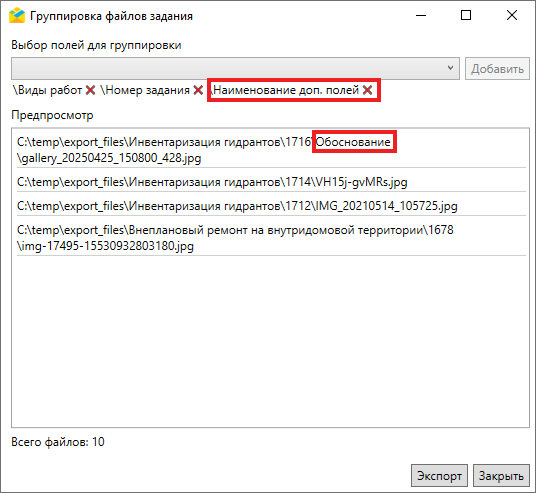 Группировка файлов задания
Выбор полей для группировки
Добавить
\Виды работ \Номер задания \Наименование доп. полей
Предпросмотр
C:\temp\export_files\Инвентаризация гидрантов\1716\Обоснование
\gallery_20250425_150800_428.jpg
C:\temp\export_files\Инвентаризация гидрантов\1714\VH15j-gvMRs.jpg
C:\temp\export_files\Инвентаризация гидрантов\1712\IMG_20210514_105725.jpg
C:\temp\export_files\Внеплановый ремонт на внутридомовой территории\1678
\img-17495-15530932803180.jpg
Всего файлов: 10
Экспорт Закрыть